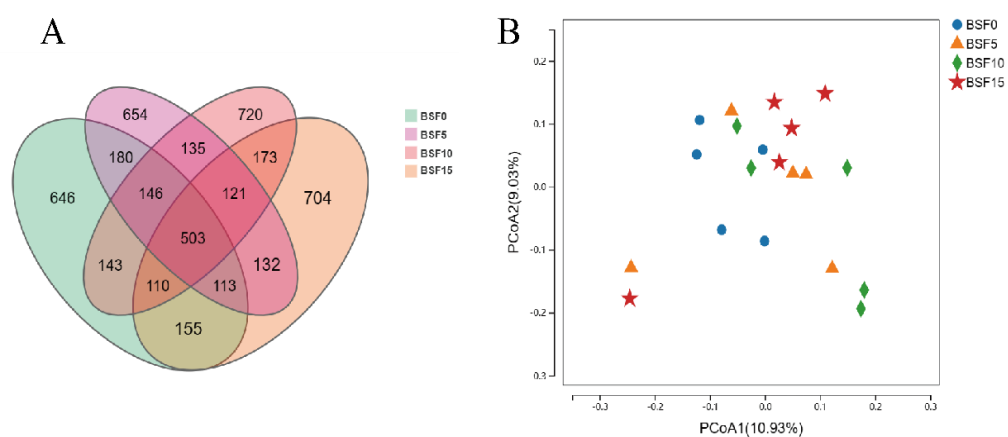 A
654
720
180
135
173
646
146
121
704
503
143
132
110
113
155
BSF0
BSF5
BSF10
BSF15
B
0.2
0.1
0.0
-0.1
-0.2
0.3
PCoA2(9.03%)
-0.3
-0.2
-0.1
0.0
0.1
0.2
0.3
PCoA1(10.93%)
BSF0
BSF5
BSF10
BSF15